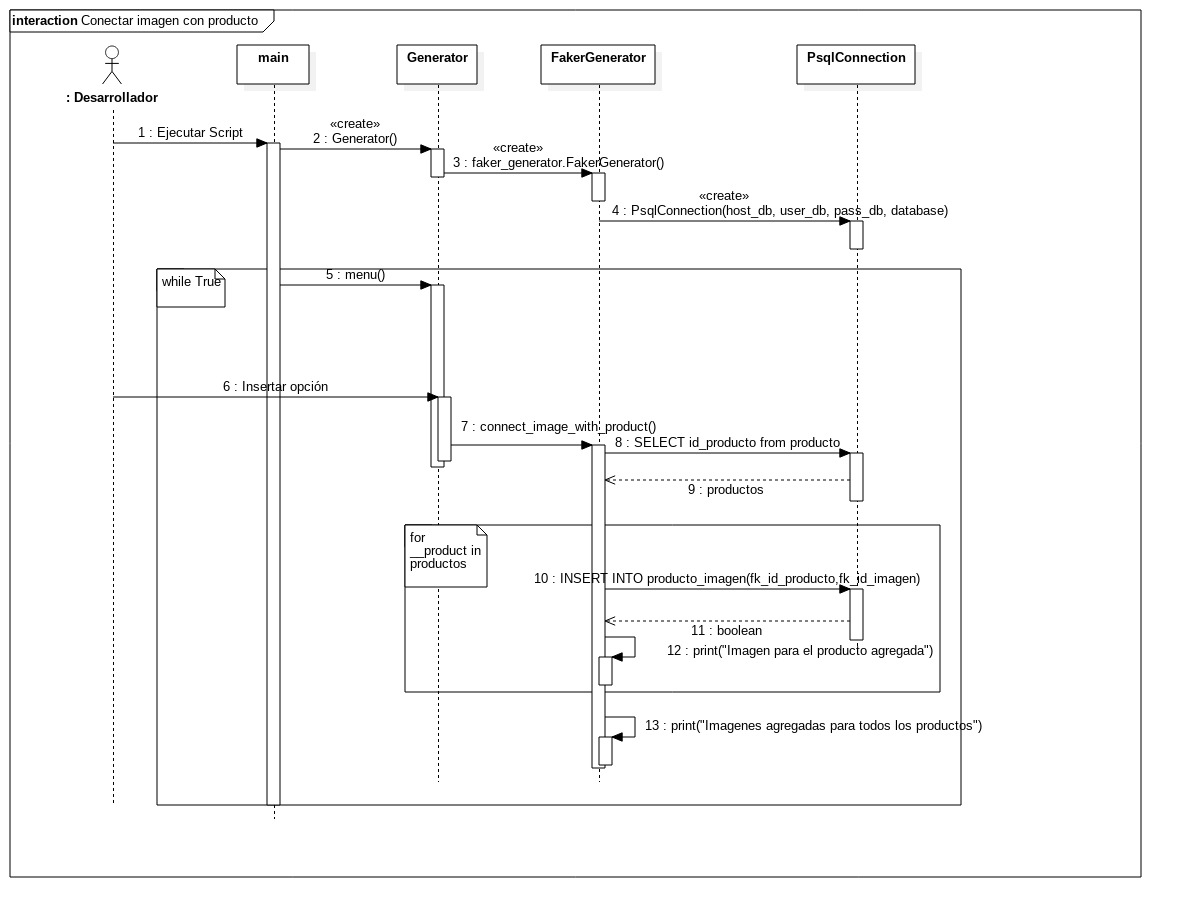 interaction Conectar imagen con producto
main
Generator
FakerGenerator
PsqlConnection
: Desarrollador
1 : Ejecutar Script
«create»
2 : Generator()
«create»
3 : faker_generator.FakerGenerator()
«create»
4 : PsqlConnection(host_db, user_db, pass_db, database)
while True
5 : menu()
6 : Insertar opción
7 : connect_image_with_product()
8 : SELECT id_producto from producto
9 : productos
for
__product in
productos
10 : INSERT INTO producto_imagen(fk_id_producto,fk_id_imagen)
11 : boolean
12 : print("Imagen para el producto agregada")
13 : print("Imagenes agregadas para todos los productos")